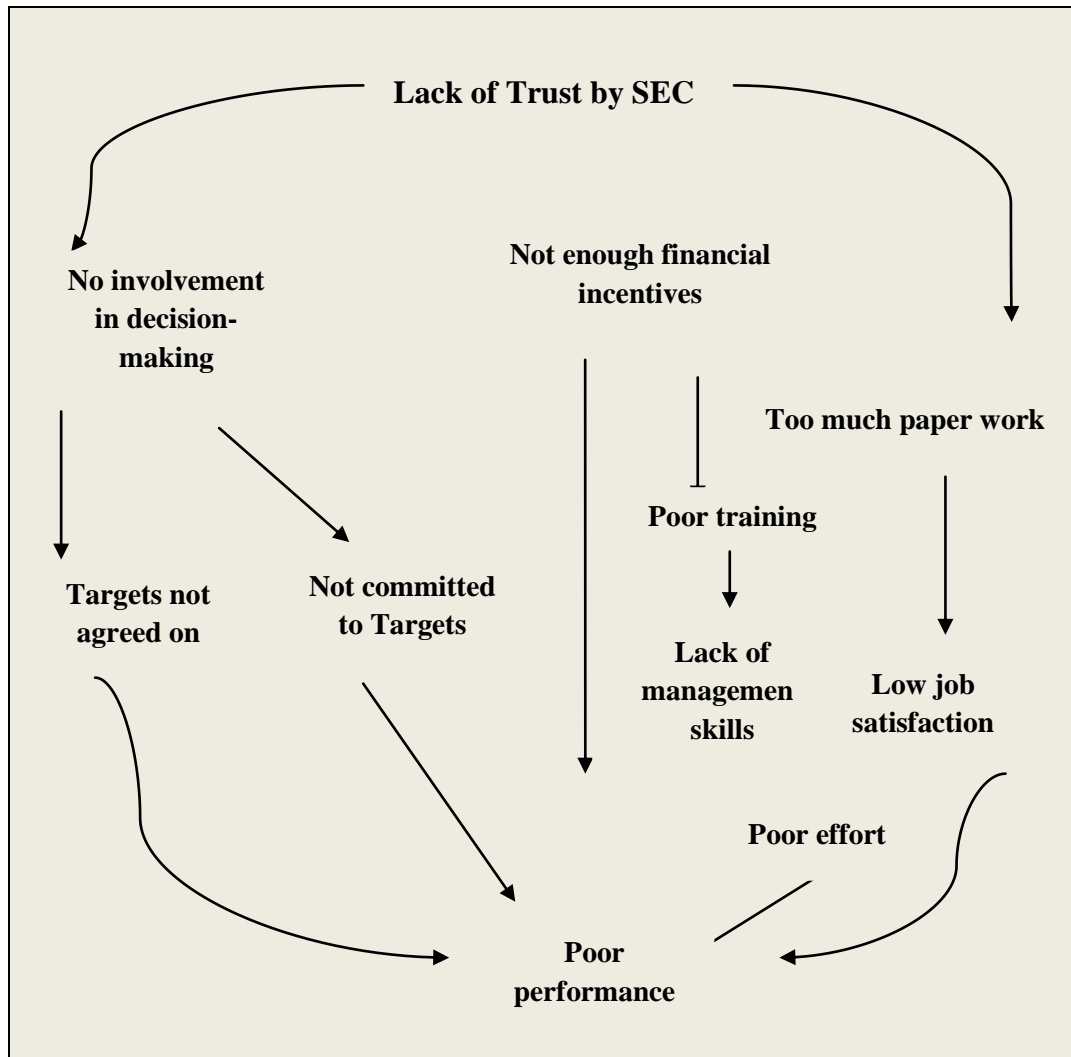 Lack of Trust by SEC
Not enough financial
incentives
No involvement
in decision-
making
Too much paper work
Poor training
Not committed
to Targets
Targets not
agreed on
Lack of
managemen
skills
Low job
satisfaction
Poor effort
Poor
performance